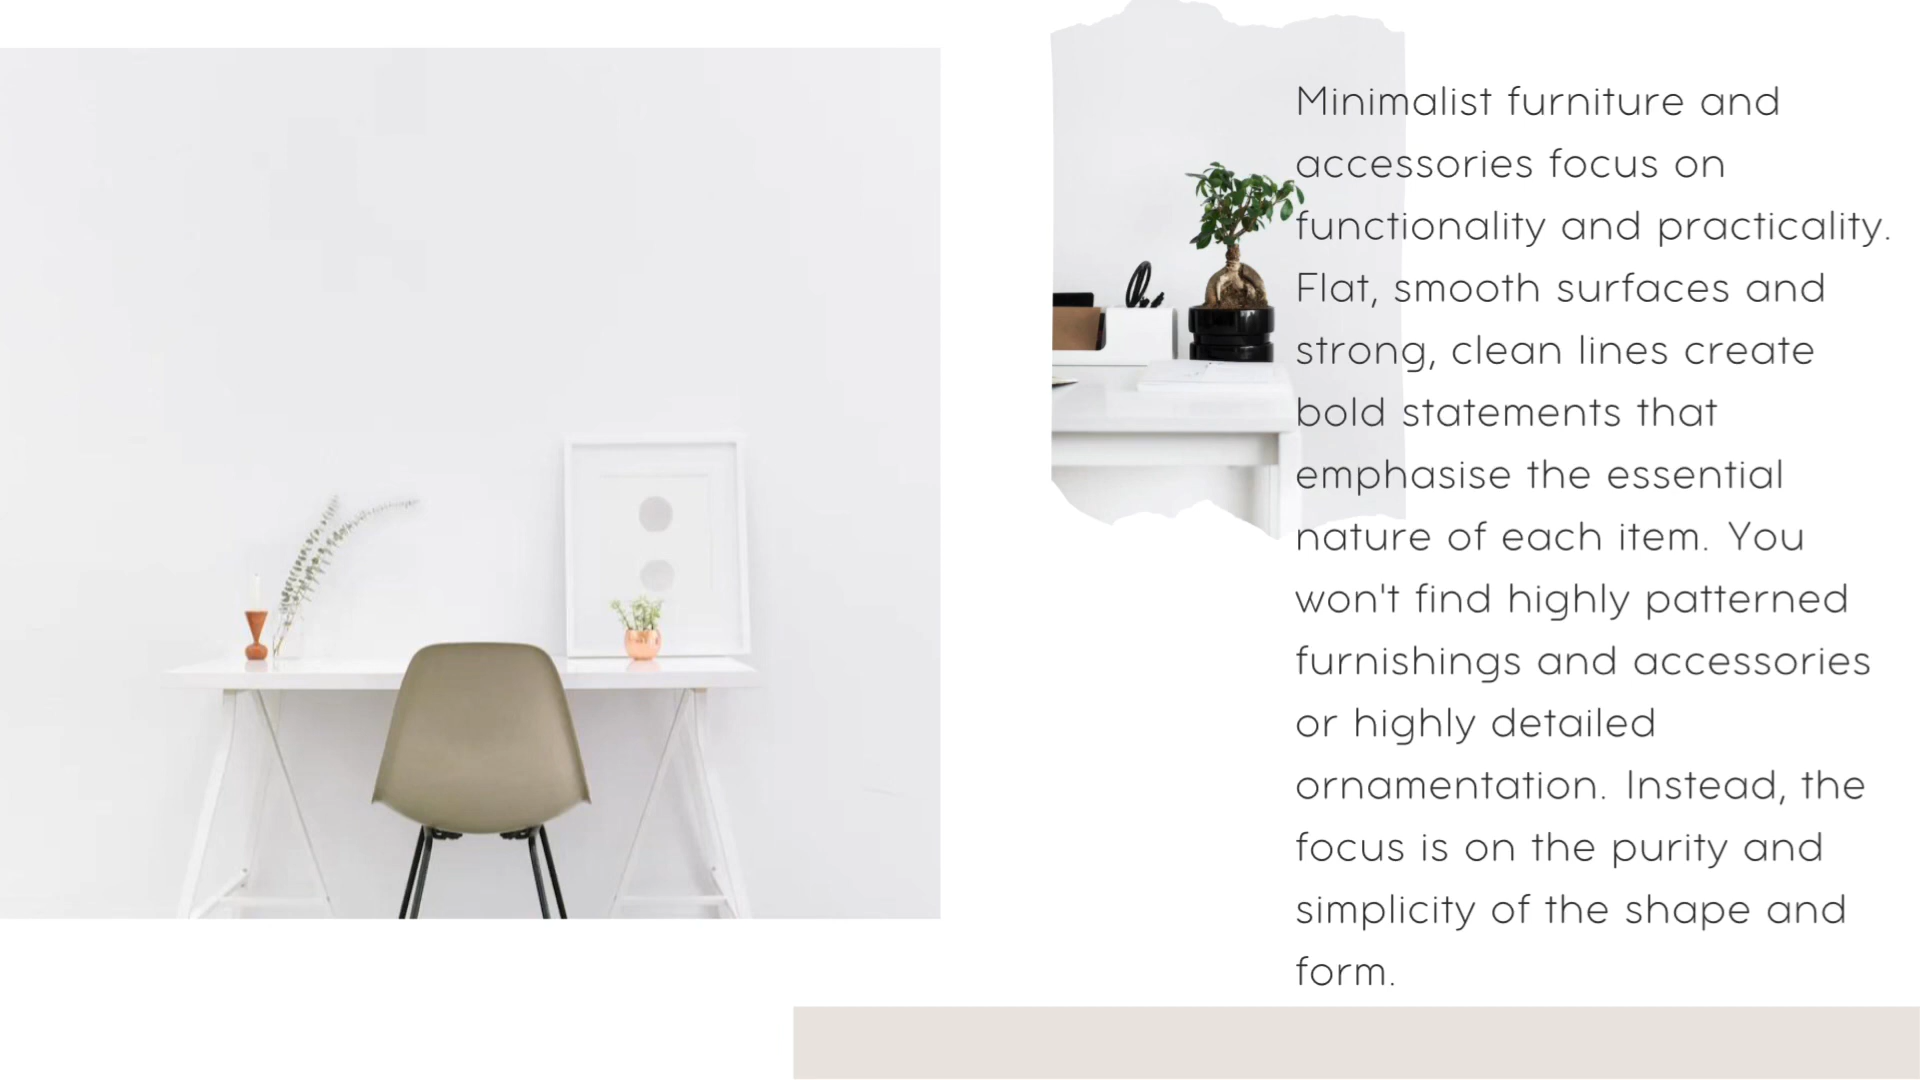 Minimalist furniture and
accessories focus on
functionality and practicality.
Flat, smooth surfaces and
strong, clean lines create
bold statements that
emphasise the essential
nature of each item. You
won't find highly patterned
furnishings and accessories
or highly detailed
ornamentation. Instead, the
focus is on the purity and
simplicity of the shape and
form.